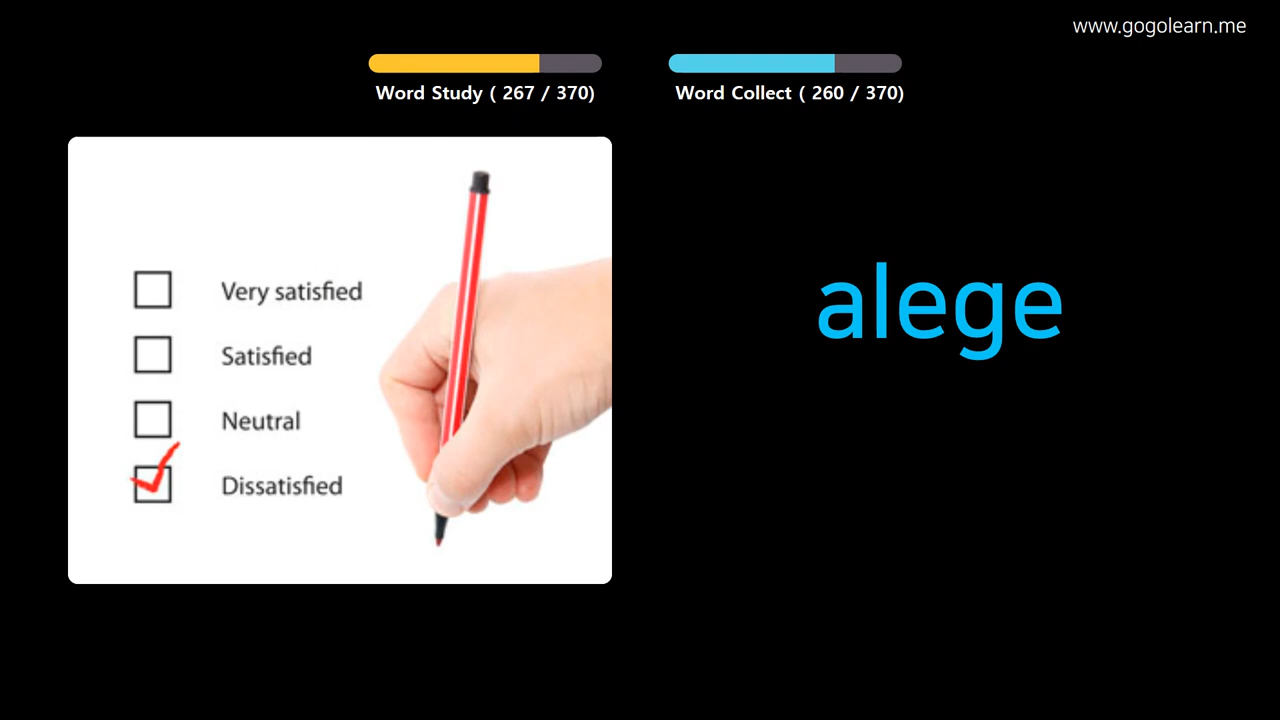 www.gogolearn.me
Word Study ( 267 / 370)
Word Collect ( 260 / 370)
alege
Very satisfied
Satisfied
Neutral
Dissatisfied